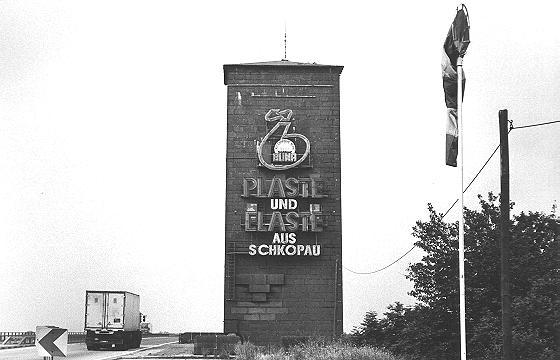 BUNA
PLASTE
UND
ELASTE
AUS
SCHKOPAU